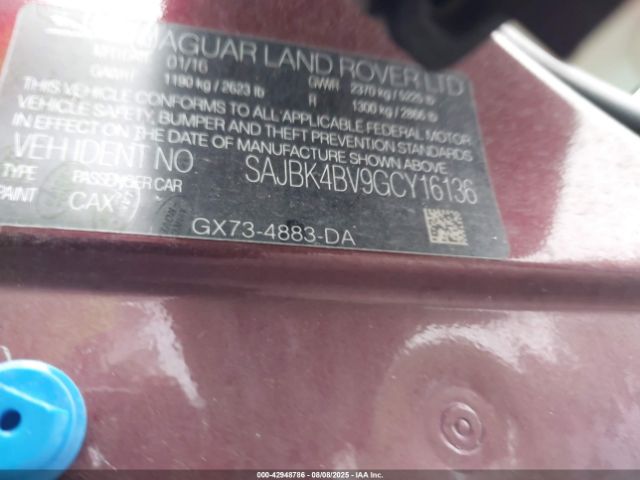 JAGUAR LAND ROVER LTD
01/16 GVWR 2370 kg / 5225 lb
1190 kg / 2623 lb R 1300 kg / 2866 lb
THIS VEHICLE CONFORMS TO ALL APPLICABLE FEDERAL MOTOR
VEHICLE SAFETY, BUMPER AND THEFT PREVENTION STANDARDS
IN EFFECT ON THE DATE OF MANUFACTURE SHOWN ABOVE.
VEH IDENT NO SAJBK4BV9GCY16136
TYPE PASSENGER CAR
PAINT CAX
GX73-4883-DA
000-42948786 - 08/08/2025 - IAAI.COM